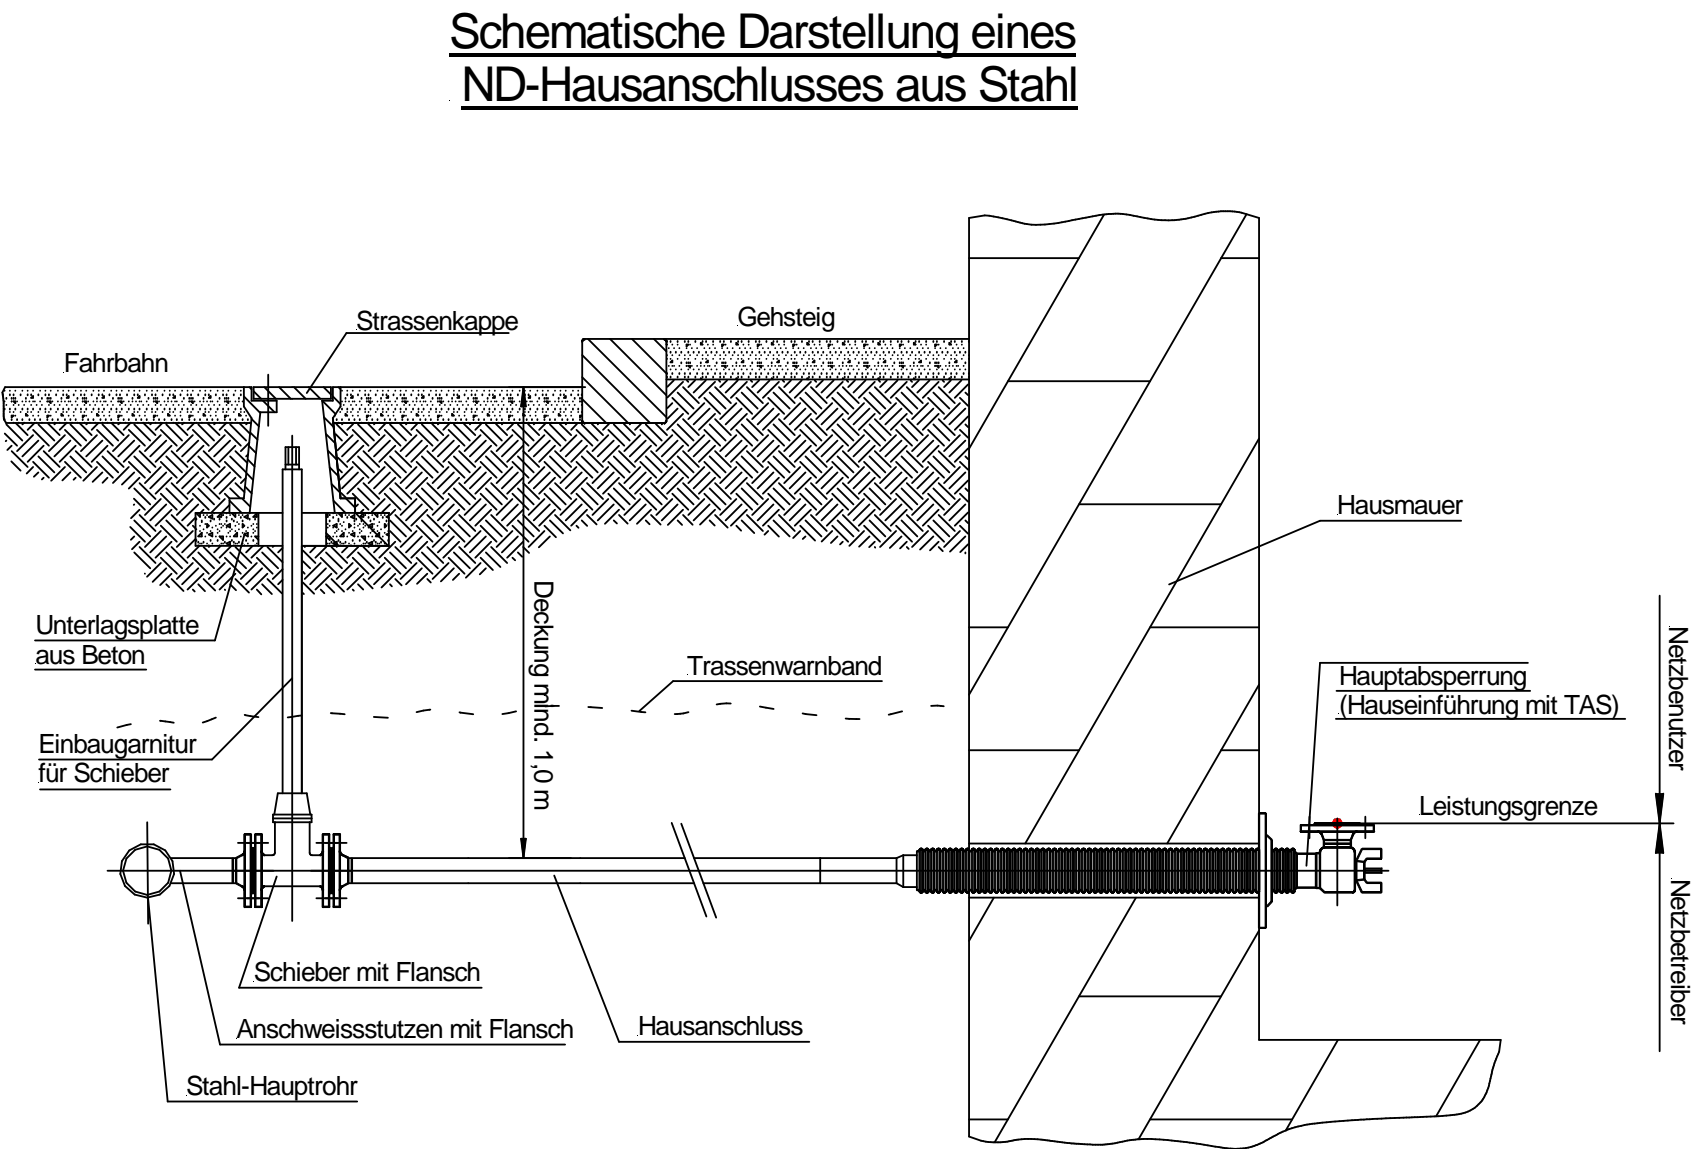 Schematische Darstellung eines
ND-Hausanschlusses aus Stahl
Strassenkappe
Gehsteig
Fahrbahn
Hausmauer
Unterlagsplatte
aus Beton
Deckung mind. 1,0 m
Trassenwarnband
Hauptabsperrung
(Hauseinführung mit TAS)
Netzbenutzer
Einbaugarnitur
für Schieber
Leistungsgrenze
Netzbetreiber
Schieber mit Flansch
Anschweissstutzen mit Flansch
Hausanschluss
Stahl-Hauptrohr